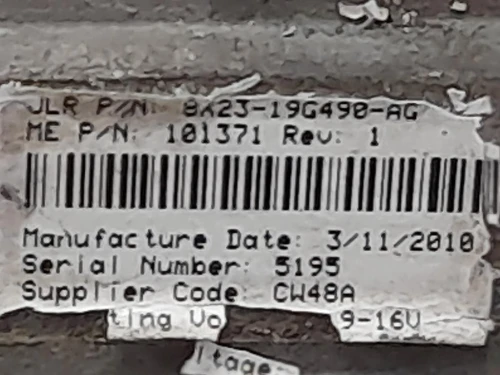 JLR P/N: 8X23-19G490-AG
ME P/N: 101371 Rev: 1
Manufacture Date: 3/11/2010
Serial Number: 5195
Supplier Code: CW48A
ting Vo 9-16V
ltage